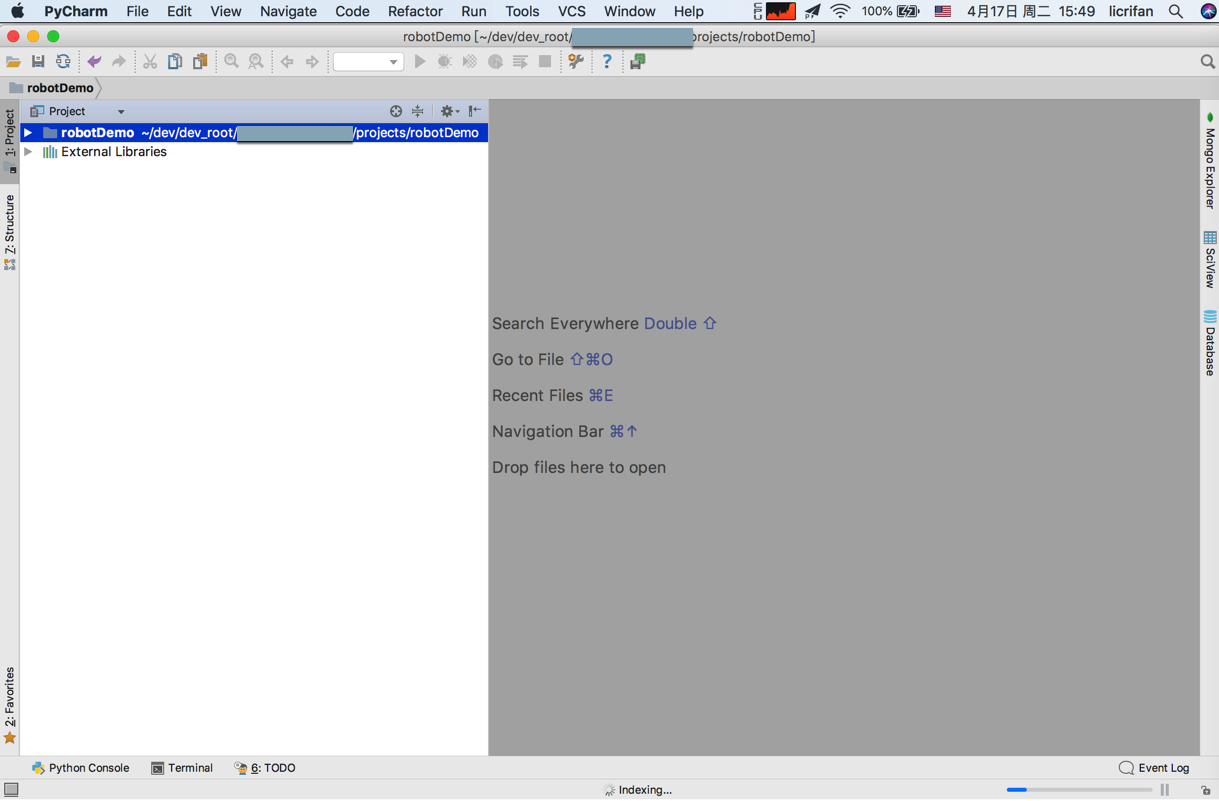 PyCharm File Edit View Navigate Code Refactor Run Tools VCS Window Help CPU 100% 4月17日 周二 15:49 licrifan
robotDemo [~/dev/dev_root/ projects/robotDemo]
robotDemo
Project
robotDemo ~/dev/dev_root/ /projects/robotDemo
External Libraries
1: Project
Z: Structure
2: Favorites
Search Everywhere Double ⇧
Go to File ⇧⌘O
Recent Files ⌘E
Navigation Bar ⌘↑
Drop files here to open
Mongo Explorer
SciView
Database
Python Console Terminal 6: TODO Event Log
Indexing...